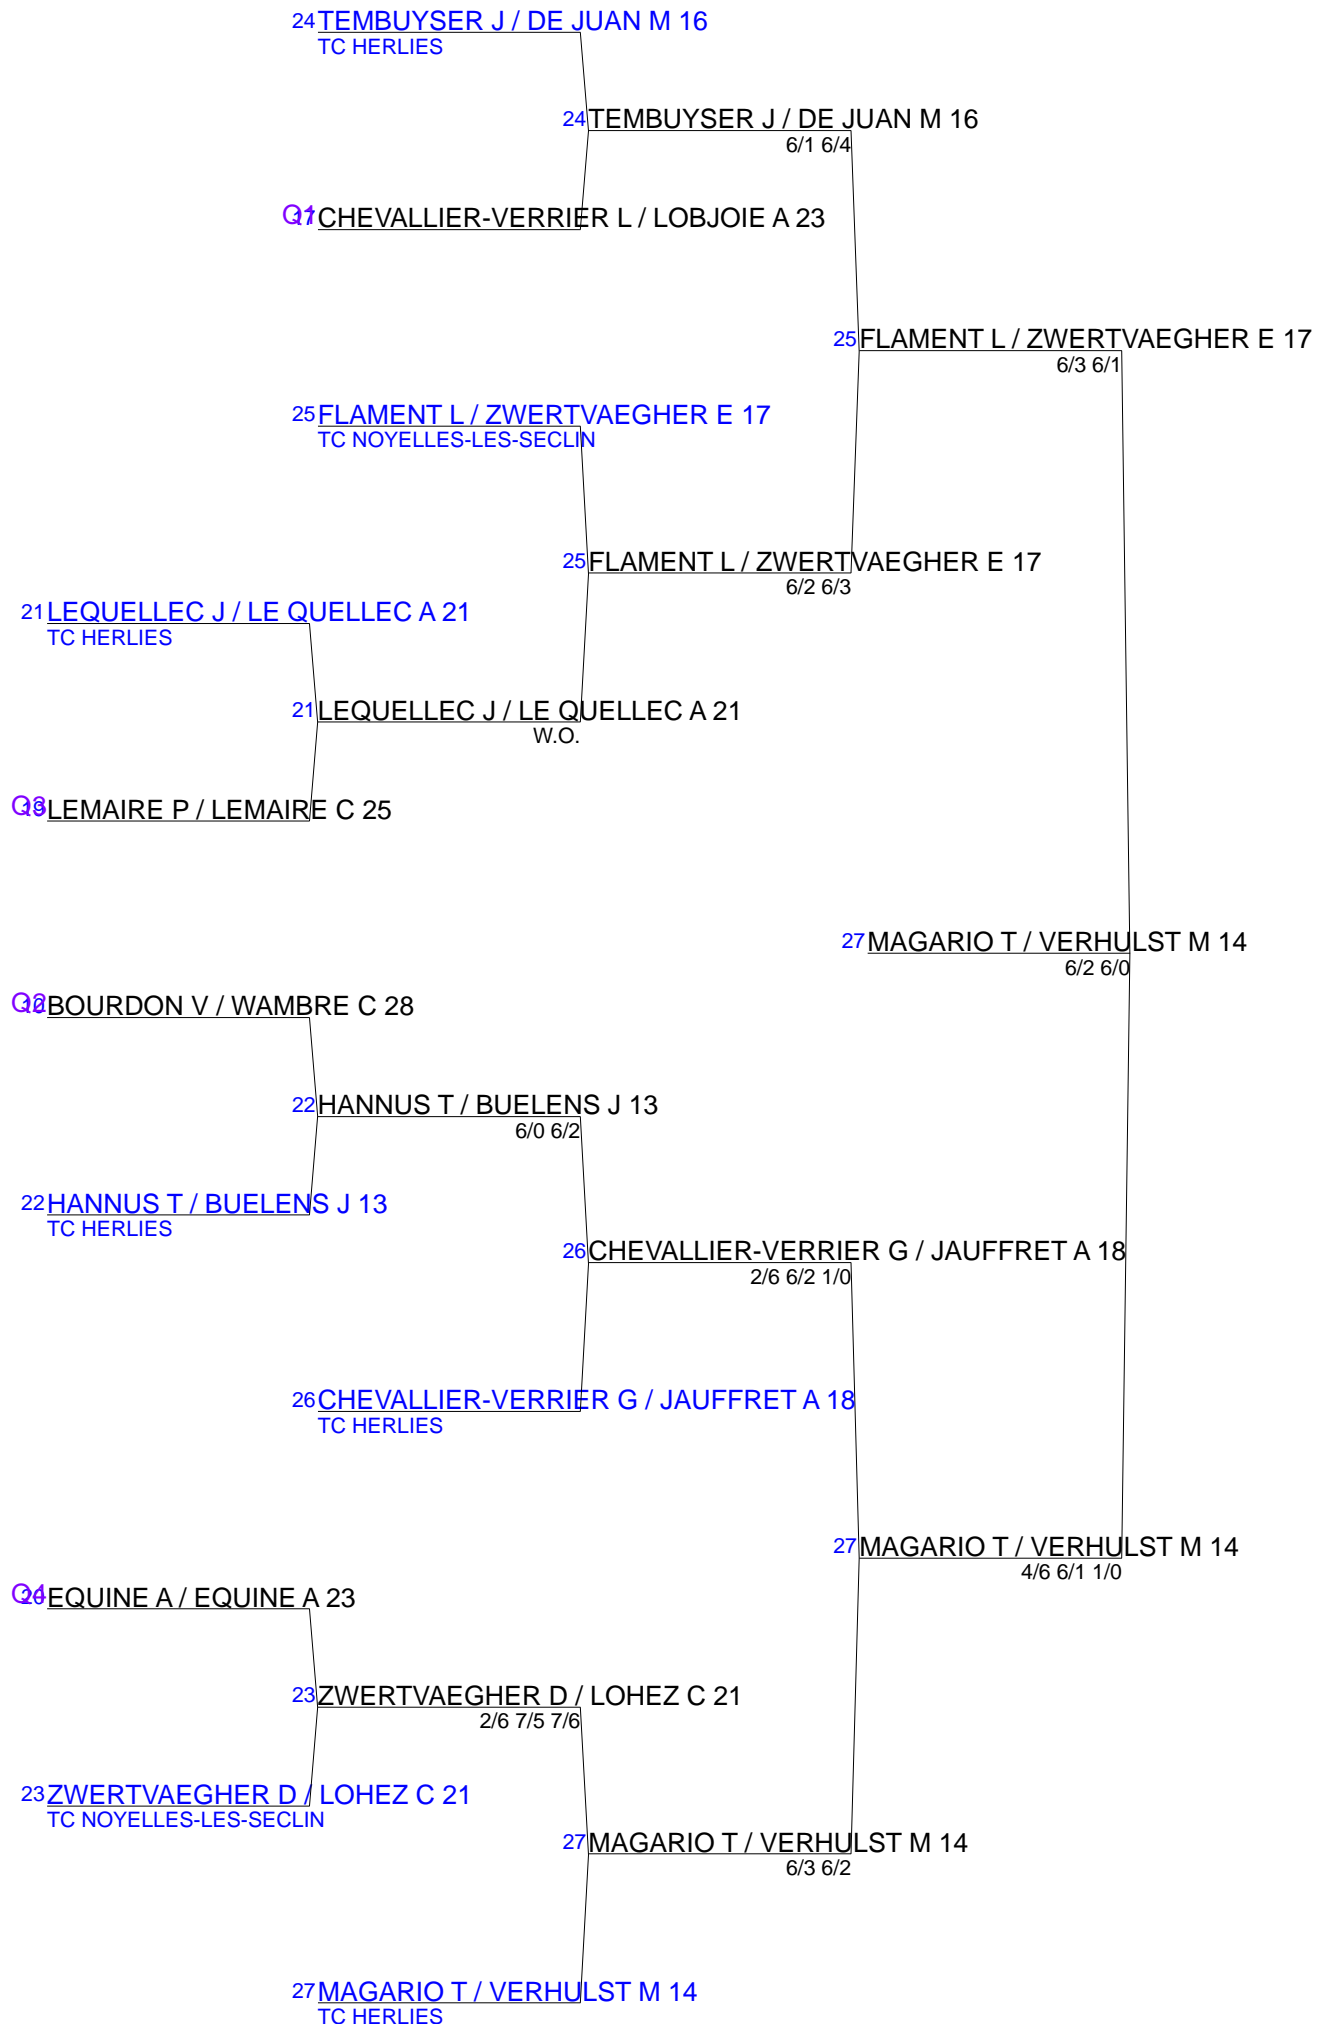 24 TEMBUYSER J / DE JUAN M 16
TC HERLIES
24 TEMBUYSER J / DE JUAN M 16
6/1 6/4
Q1 17 CHEVALLIER-VERRIER L / LOBJOIE A 23
25 FLAMENT L / ZWERTVAEGHER E 17
6/3 6/1
25 FLAMENT L / ZWERTVAEGHER E 17
TC NOYELLES-LES-SECLIN
25 FLAMENT L / ZWERTVAEGHER E 17
6/2 6/3
21 LEQUELLEC J / LE QUELLEC A 21
TC HERLIES
21 LEQUELLEC J / LE QUELLEC A 21
W.O.
Q3 LEMAIRE P / LEMAIRE C 25
27 MAGARIO T / VERHULST M 14
6/2 6/0
Q2 BOURDON V / WAMBRE C 28
22 HANNUS T / BUELENS J 13
6/0 6/2
22 HANNUS T / BUELENS J 13
TC HERLIES
26 CHEVALLIER-VERRIER G / JAUFFRET A 18
2/6 6/2 1/0
26 CHEVALLIER-VERRIER G / JAUFFRET A 18
TC HERLIES
27 MAGARIO T / VERHULST M 14
4/6 6/1 1/0
Q4 20 EQUINE A / EQUINE A 23
23 ZWERTVAEGHER D / LOHEZ C 21
2/6 7/5 7/6
23 ZWERTVAEGHER D / LOHEZ C 21
TC NOYELLES-LES-SECLIN
27 MAGARIO T / VERHULST M 14
6/3 6/2
27 MAGARIO T / VERHULST M 14
TC HERLIES